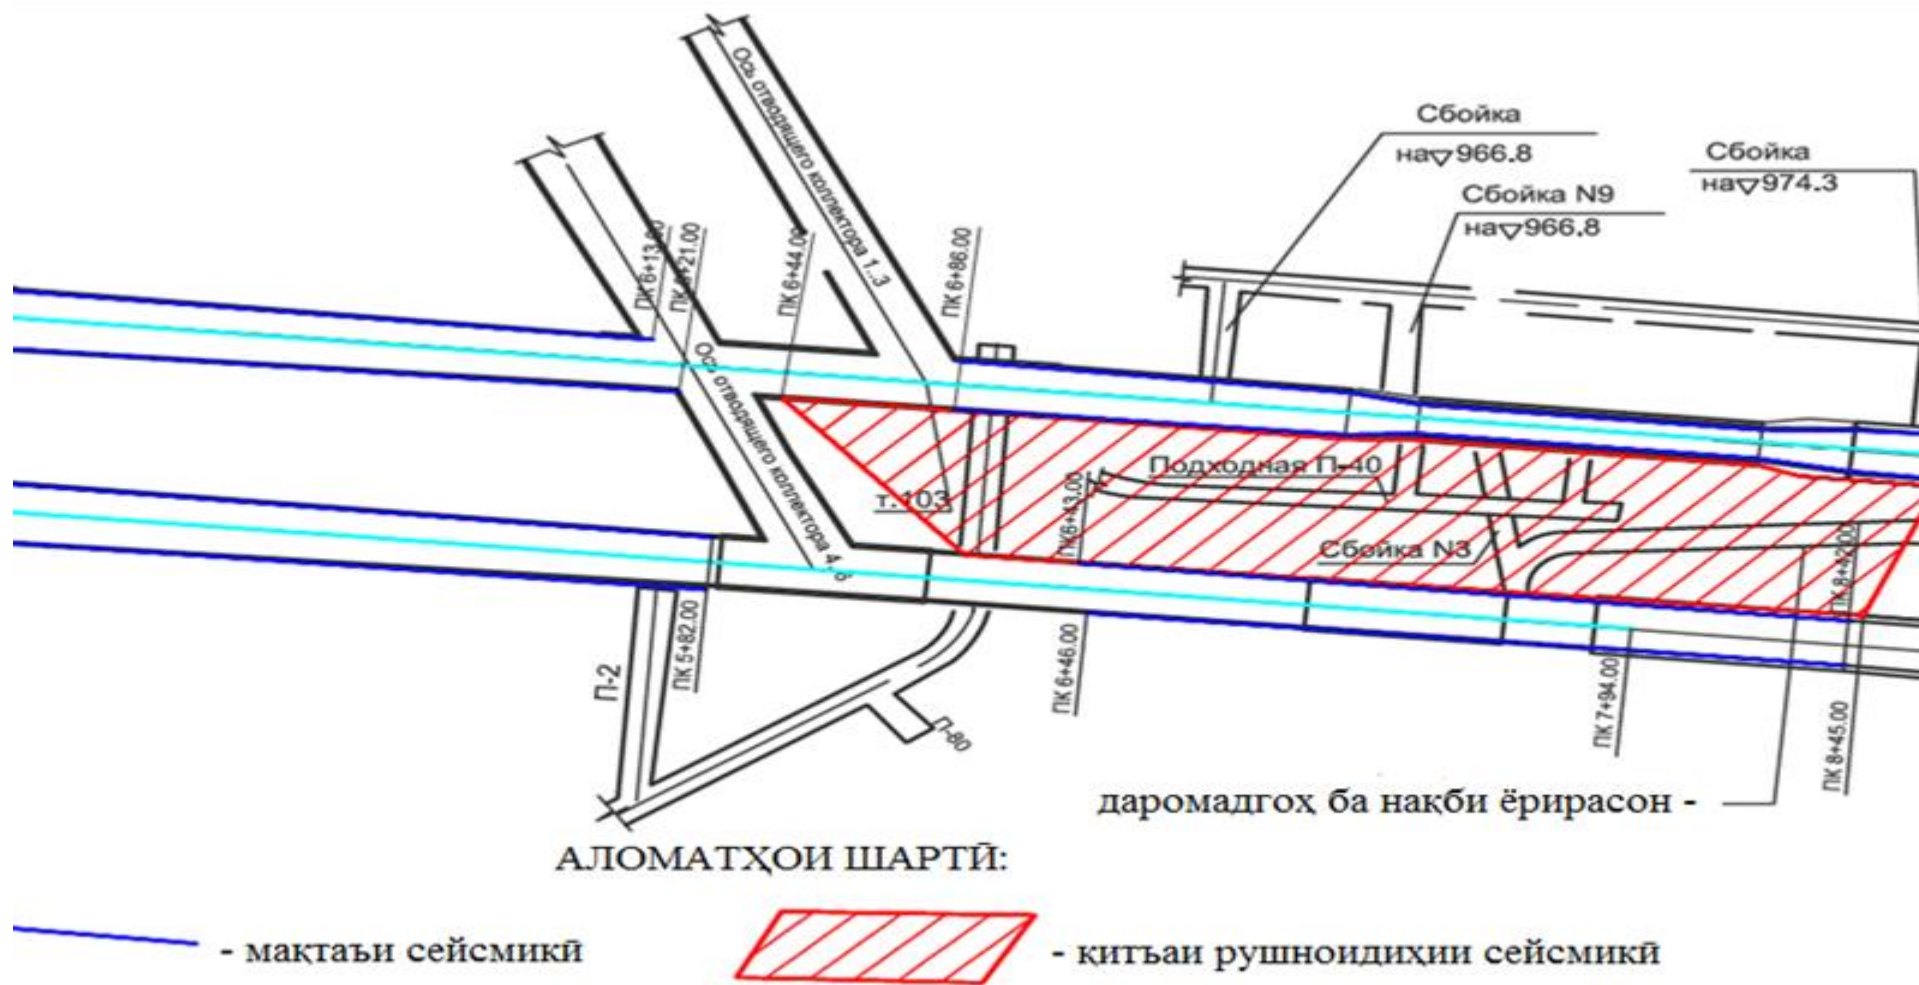 Ось отводящего коллектора 1..3
Сбойка
на▽966.8
Сбойка
на▽974.3
Сбойка N9
на▽966.8
ПК 6+13.00
ПК 6+21.00
ПК 6+44.00
ПК 6+86.00
Ось отводящего коллектора 4..6
Подходная П-40
т.103
ПК6+43.00
Сбойка N3
ПК 8+42.00
П-2
ПК 5+82.00
ПК 6+46.00
П-80
ПК 7+94.00
ПК 8+45.00
даромадгоҳ ба нақби ёрирасон -
АЛОМАТҲОИ ШАРТӢ:
- мақтаъи сейсмикӣ
- қитъаи рушноидиҳии сейсмикӣ